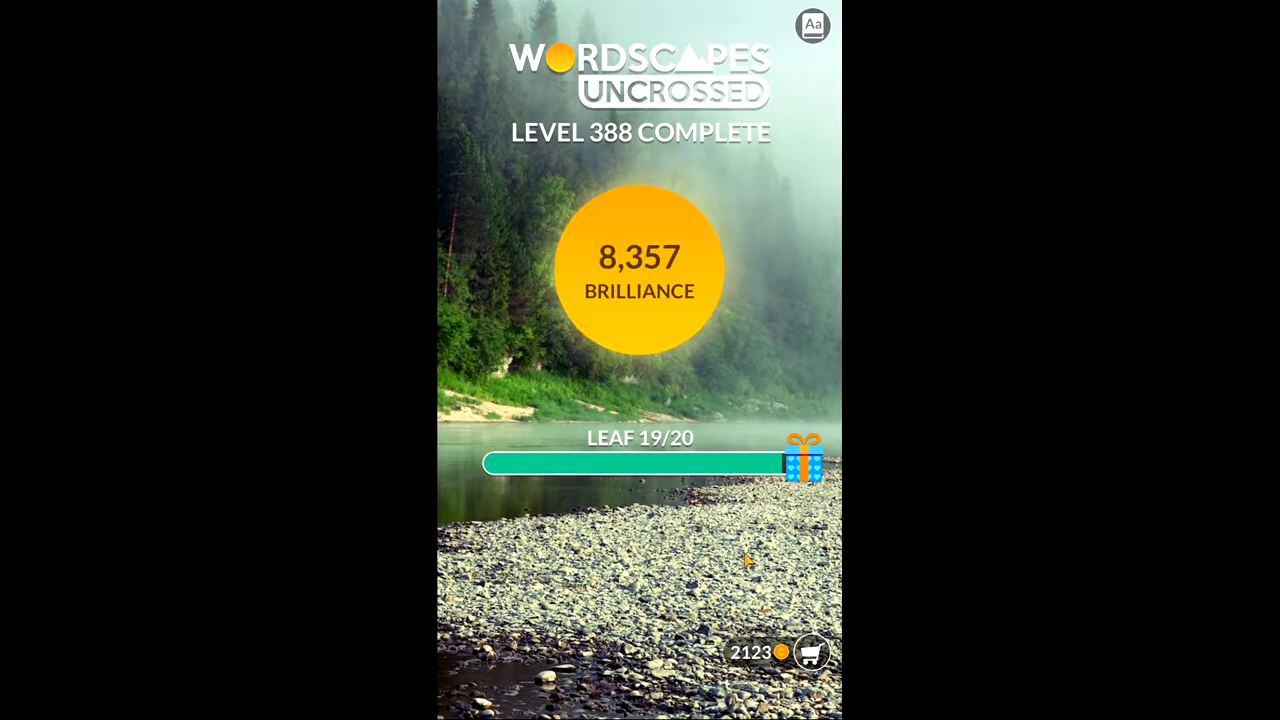 Aa
WORDSCAPES
UNCROSSED
LEVEL 388 COMPLETE
8,357
BRILLIANCE
LEAF 19/20
2123